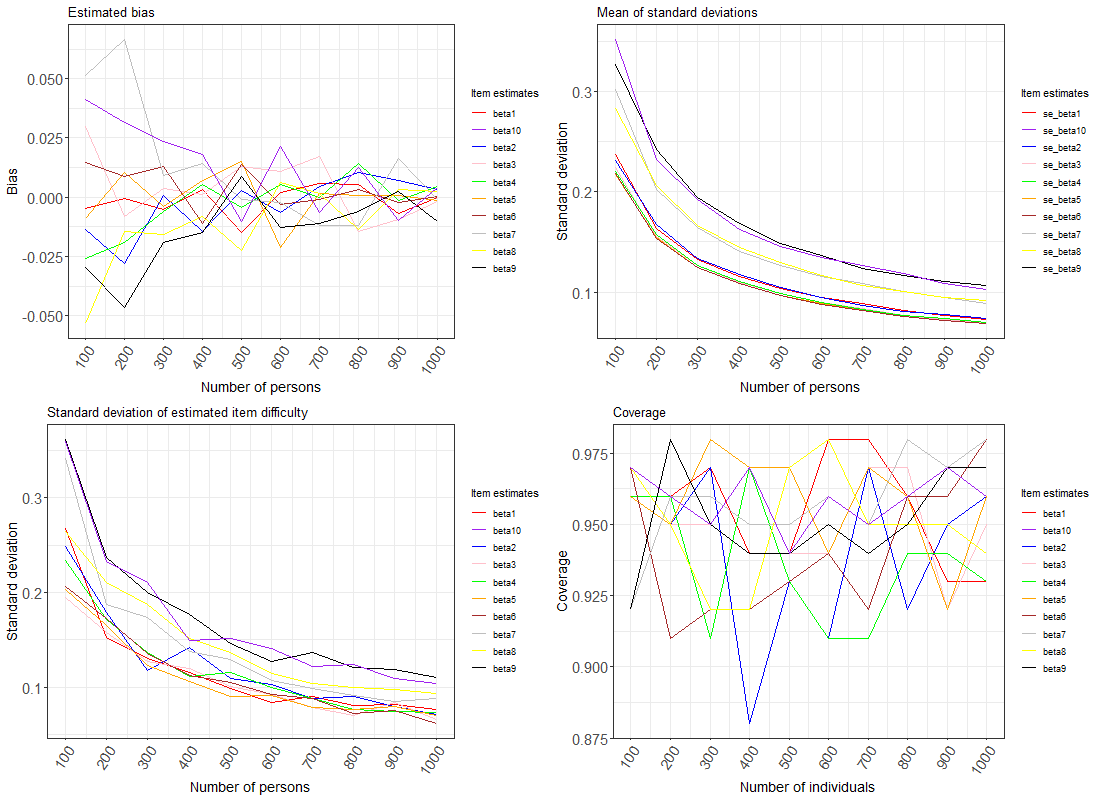 Estimated bias
0.050
0.025
0.000
-0.025
-0.050
Bias
100
200
300
400
500
600
700
800
900
1000
Number of persons
Item estimates
beta1
beta10
beta2
beta3
beta4
beta5
beta6
beta7
beta8
beta9
Mean of standard deviations
0.3
0.2
0.1
Standard deviation
100
200
300
400
500
600
700
800
900
1000
Number of persons
Item estimates
se_beta1
se_beta10
se_beta2
se_beta3
se_beta4
se_beta5
se_beta6
se_beta7
se_beta8
se_beta9
Standard deviation of estimated item difficulty
0.3
0.2
0.1
Standard deviation
100
200
300
400
500
600
700
800
900
1000
Number of persons
Item estimates
beta1
beta10
beta2
beta3
beta4
beta5
beta6
beta7
beta8
beta9
Coverage
0.975
0.950
0.925
0.900
0.875
Coverage
100
200
300
400
500
600
700
800
900
1000
Number of individuals
Item estimates
beta1
beta10
beta2
beta3
beta4
beta5
beta6
beta7
beta8
beta9